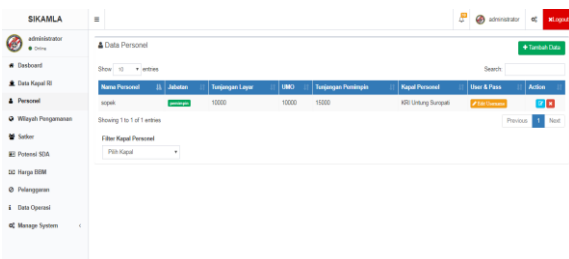 SIKAMLA
administrator
Logout
administrator
Online
Data Personel
Tambah Data
Dasboard
Data Kapal RI
Personel
Wilayah Pengamanan
Satker
Potensi SDA
Harga BBM
Pelanggaran
Data Operasi
Manage System
Show 10 entries
Search:
Nama Personel Jabatan Tunjangan Layar UMO Tunjangan Pemimpin Kapal Personel User & Pass Action
sopek pemimpin 10000 10000 15000 KRI Untung Suropati
Showing 1 to 1 of 1 entries
Previous 1 Next
Filter Kapal Personel
Pilih Kapal